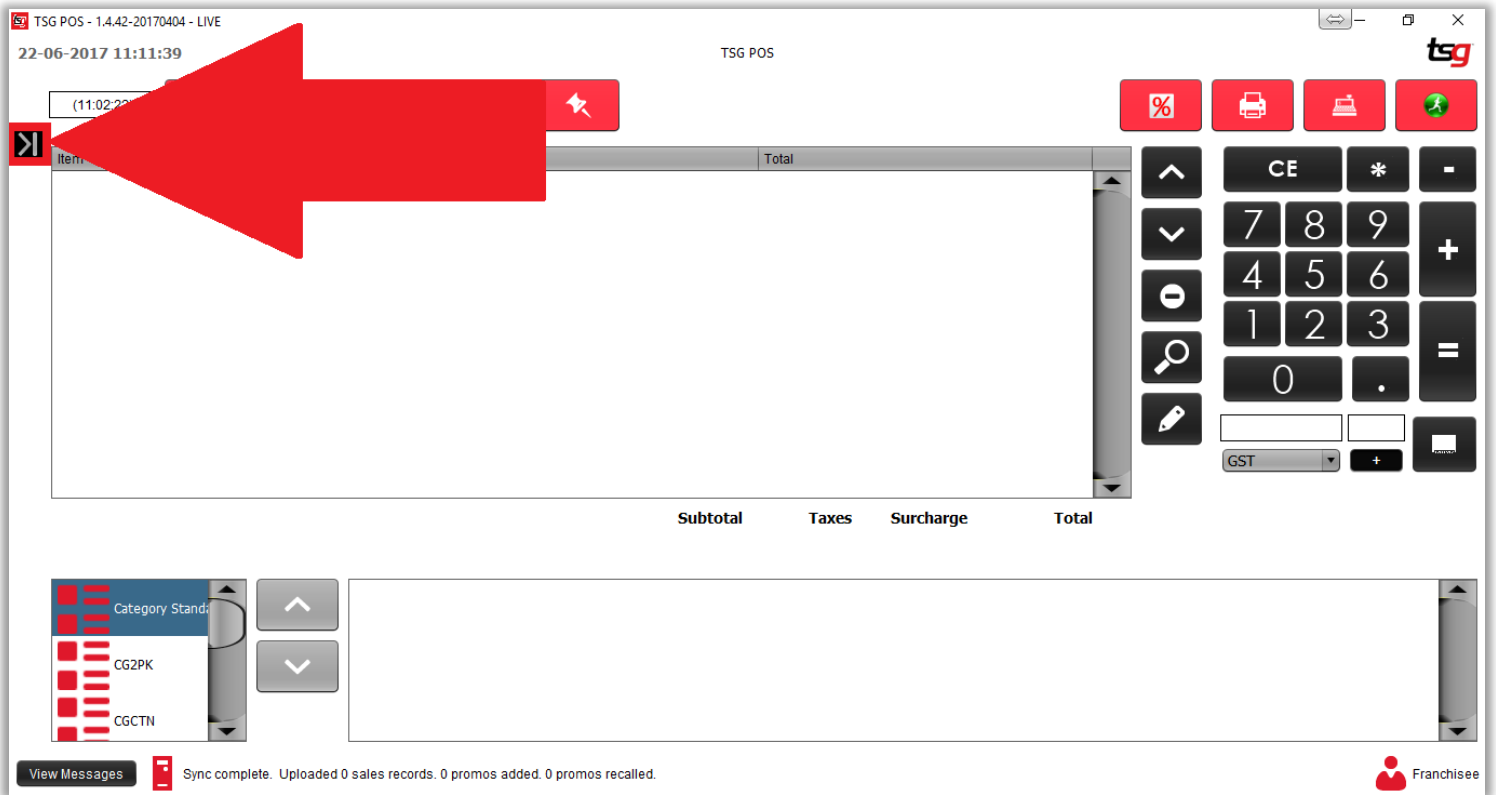 TSG POS - 1.4.42-20170404 - LIVE
22-06-2017 11:11:39
TSG POS
tsg
%
Item
Total
CE * -
7 8 9 +
4 5 6
1 2 3 =
0 .
GST +
Subtotal Taxes Surcharge Total
Category
CG2PK
CGCTN
View Messages Sync complete. Uploaded 0 sales records. 0 promos added. 0 promos recalled. Franchisee